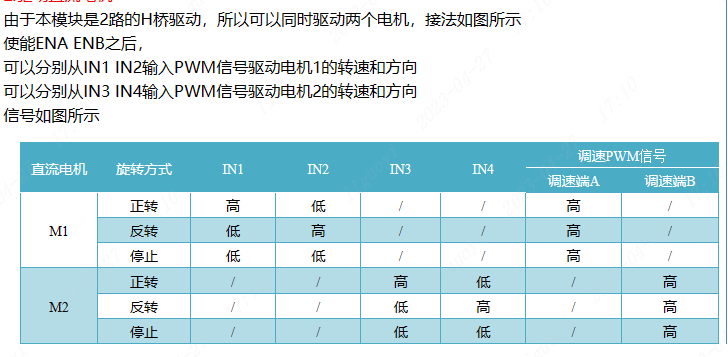 由于本模块是2路的H桥驱动，所以可以同时驱动两个电机，接法如图所示
使能ENA ENB之后，
可以分别从IN1 IN2输入PWM信号驱动电机1的转速和方向
可以分别从IN3 IN4输入PWM信号驱动电机2的转速和方向
信号如图所示
直流电机 旋转方式 IN1 IN2 IN3 IN4 调速PWM信号
调速端A 调速端B
M1 正转 高 低 / / 高 /
反转 低 高 / / 高 /
停止 低 低 / / 高 /
M2 正转 / / 高 低 / 高
反转 / / 低 高 / 高
停止 / / 低 低 / 高